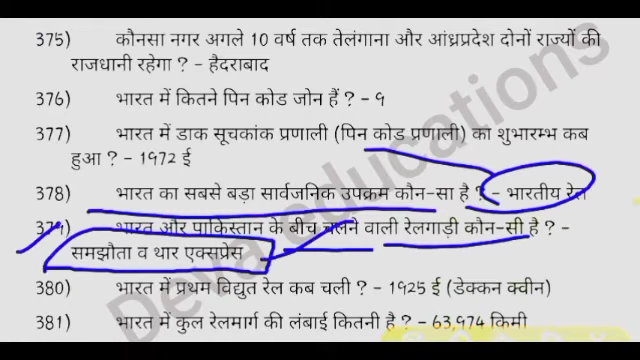 375) कौनसा नगर अगले 10 वर्ष तक तेलंगाना और आंध्रप्रदेश दोनों राज्यों की
राजधानी रहेगा ? - हैदराबाद
376) भारत में कितने पिन कोड जोन हैं ? - ९
377) भारत में डाक सूचकांक प्रणाली (पिन कोड प्रणाली) का शुभारम्भ कब
हुआ ? - 1972 ई
378) भारत का सबसे बड़ा सार्वजनिक उपक्रम कौन-सा है ? - भारतीय रेल
379) भारत और पाकिस्तान के बीच चलने वाली रेलगाड़ी कौन-सी है ? -
समझौता व थार एक्सप्रेस
380) भारत में प्रथम विद्युत रेल कब चली ? - 1925 ई (डेक्कन क्वीन)
381) भारत में कुल रेलमार्ग की लंबाई कितनी है ? - 63,974 किमी
Deva educations